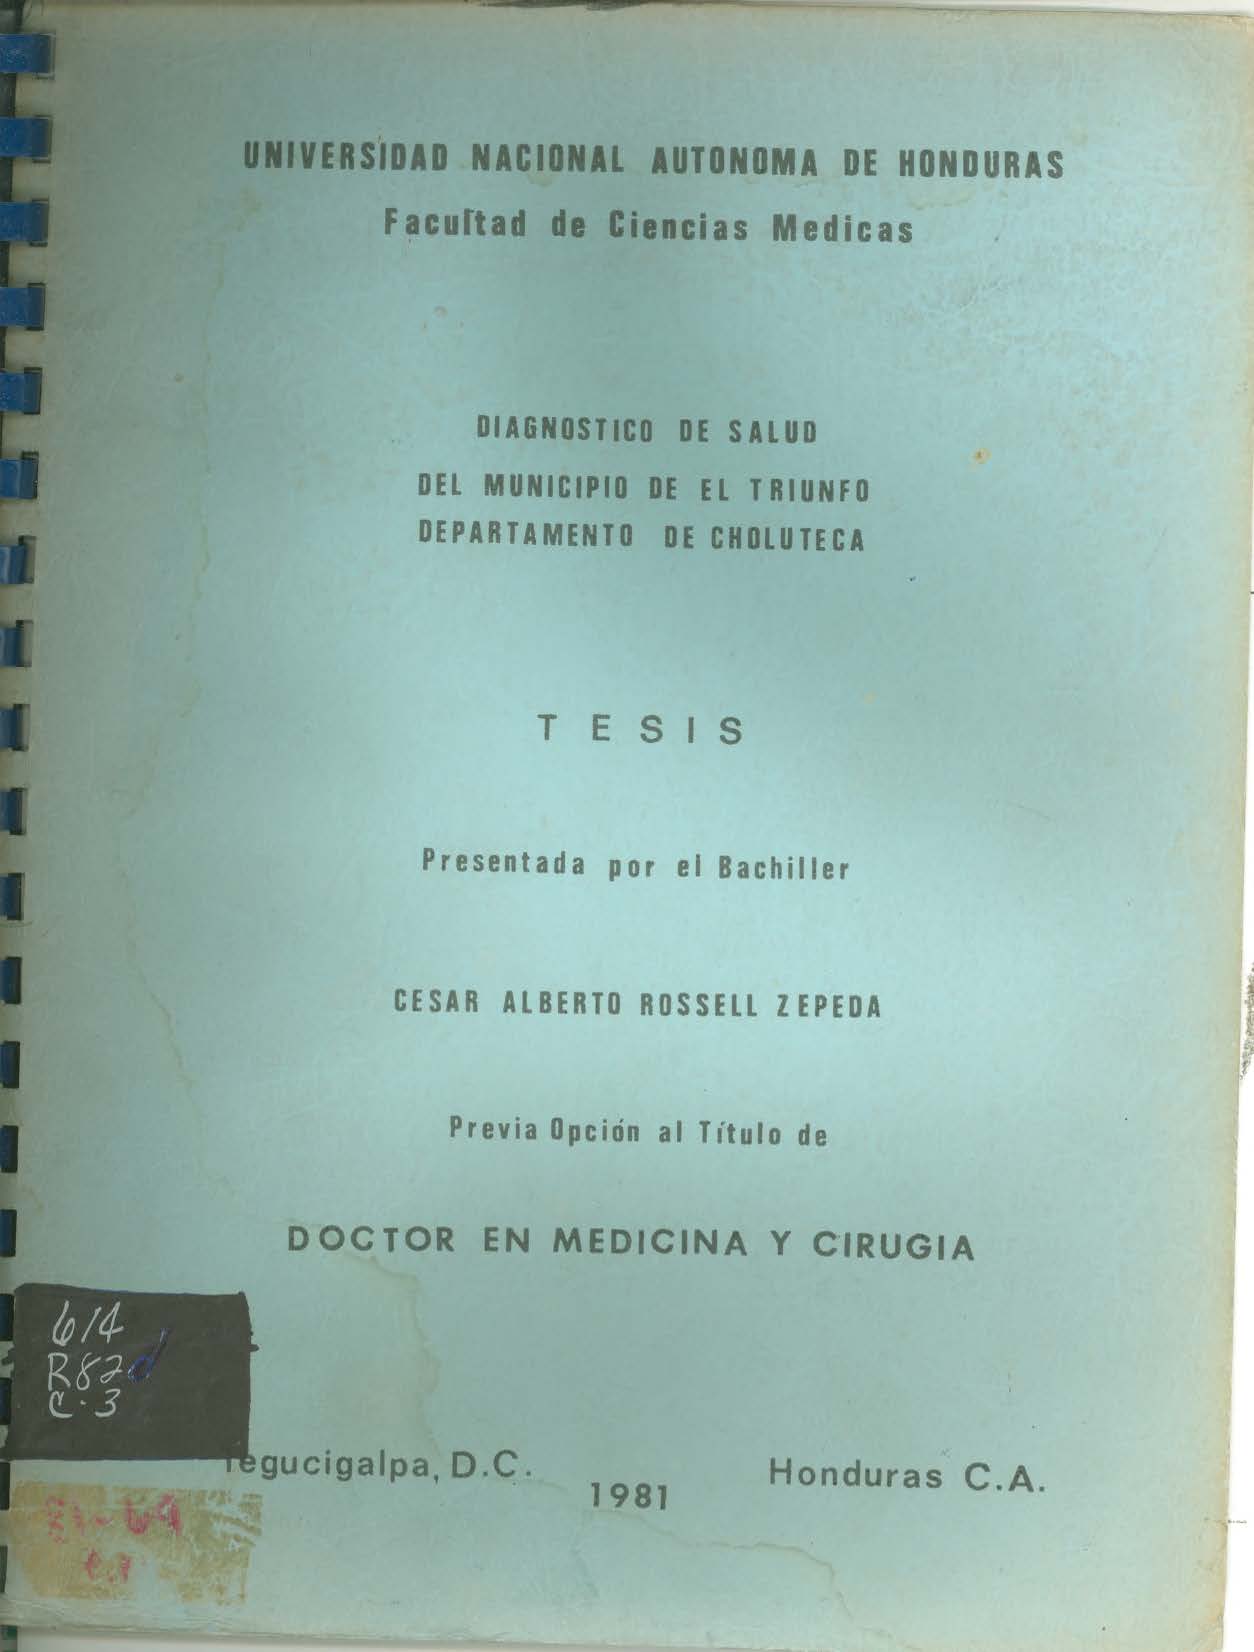 UNIVERSIDAD NACIONAL AUTONOMA DE HONDURAS
Facultad de Ciencias Medicas
DIAGNOSTICO DE SALUD
DEL MUNICIPIO DE EL TRIUNFO
DEPARTAMENTO DE CHOLUTECA
TESIS
Presentada por el Bachiller
CESAR ALBERTO ROSSELL ZEPEDA
Previa Opción al Título de
DOCTOR EN MEDICINA Y CIRUGIA
614
R82d
C.3
Tegucigalpa, D.C.
Honduras C.A.
1981